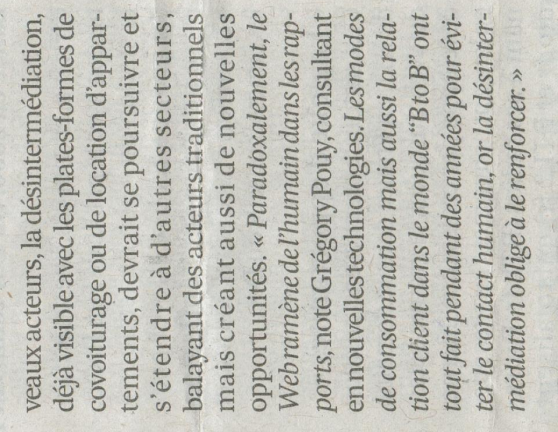 veaux acteurs, la désintermédiation,
déjà visible avec les plates-formes de
covoiturage ou de location d'appar-
tements, devrait se poursuivre et
s'étendre à d'autres secteurs,
balayant des acteurs traditionnels
mais créant aussi de nouvelles
opportunités. « Paradoxalement, le
Web ramène de l'humain dans les rap-
ports, note Grégory Pouy, consultant
en nouvelles technologies. Les modes
de consommation mais aussi la rela-
tion client dans le monde “B to B” ont
tout fait pendant des années pour évi-
ter le contact humain, or la désinter-
médiation oblige à le renforcer. »